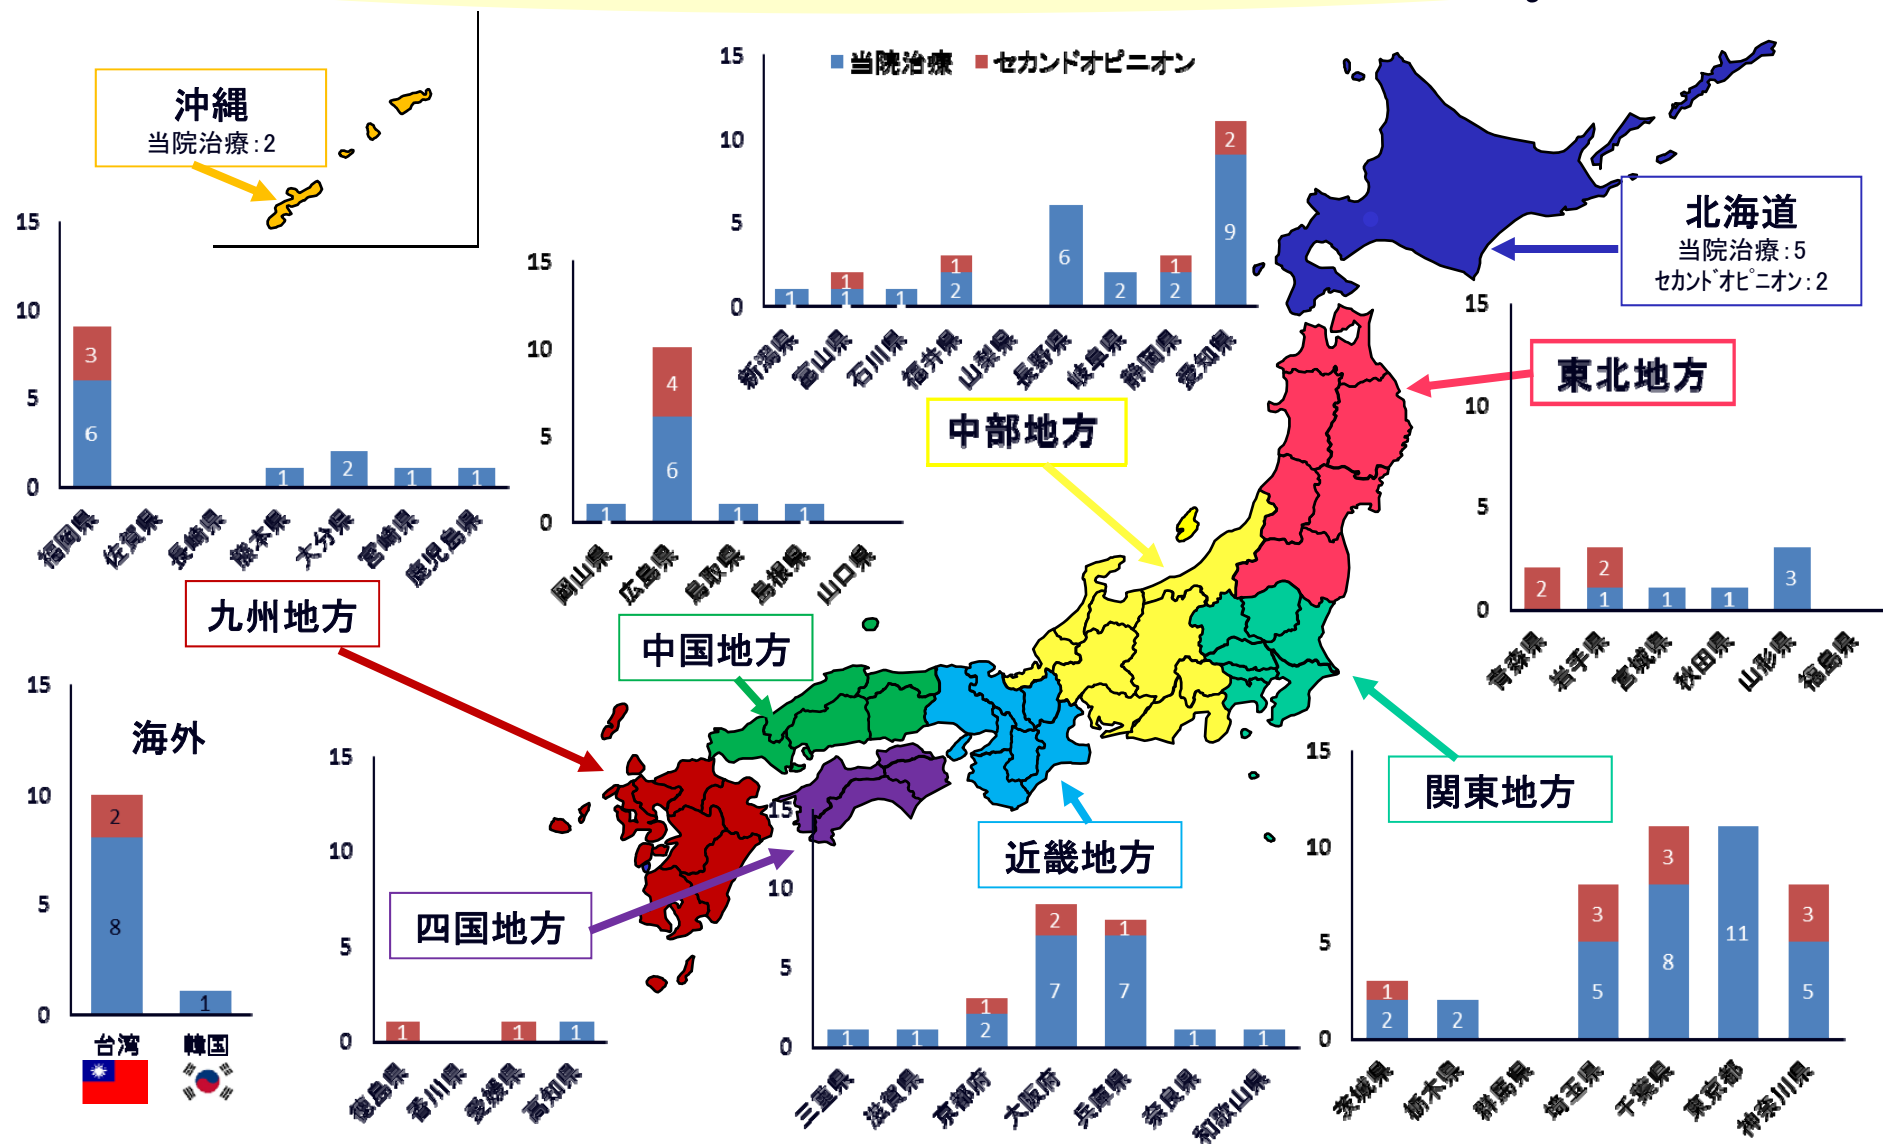 沖縄
当院治療：2
15
10
5
0
3
6
1
2
1
1
福岡県
佐賀県
長崎県
熊本県
大分県
宮崎県
鹿児島県
九州地方
15
10
5
0
1
4
6
1
1
岡山県
広島県
鳥取県
島根県
山口県
中国地方
当院治療 セカンドオピニオン
15
10
5
0
1
1
1
1
1
2
6
2
1
2
2
9
新潟県
富山県
石川県
福井県
山梨県
長野県
岐阜県
静岡県
愛知県
中部地方
北海道
当院治療：5
セカンドオピニオン：2
東北地方
15
10
5
0
2
2
1
1
1
3
青森県
岩手県
宮城県
秋田県
山形県
福島県
海外
15
10
5
0
2
8
1
台湾
韓国
15
10
5
0
1
1
1
徳島県
香川県
愛媛県
高知県
四国地方
15
10
5
0
1
1
1
2
2
7
1
7
1
1
三重県
滋賀県
京都府
大阪府
兵庫県
奈良県
和歌山県
近畿地方
関東地方
15
10
5
0
1
2
2
3
5
3
8
11
3
5
茨城県
栃木県
群馬県
埼玉県
千葉県
東京都
神奈川県